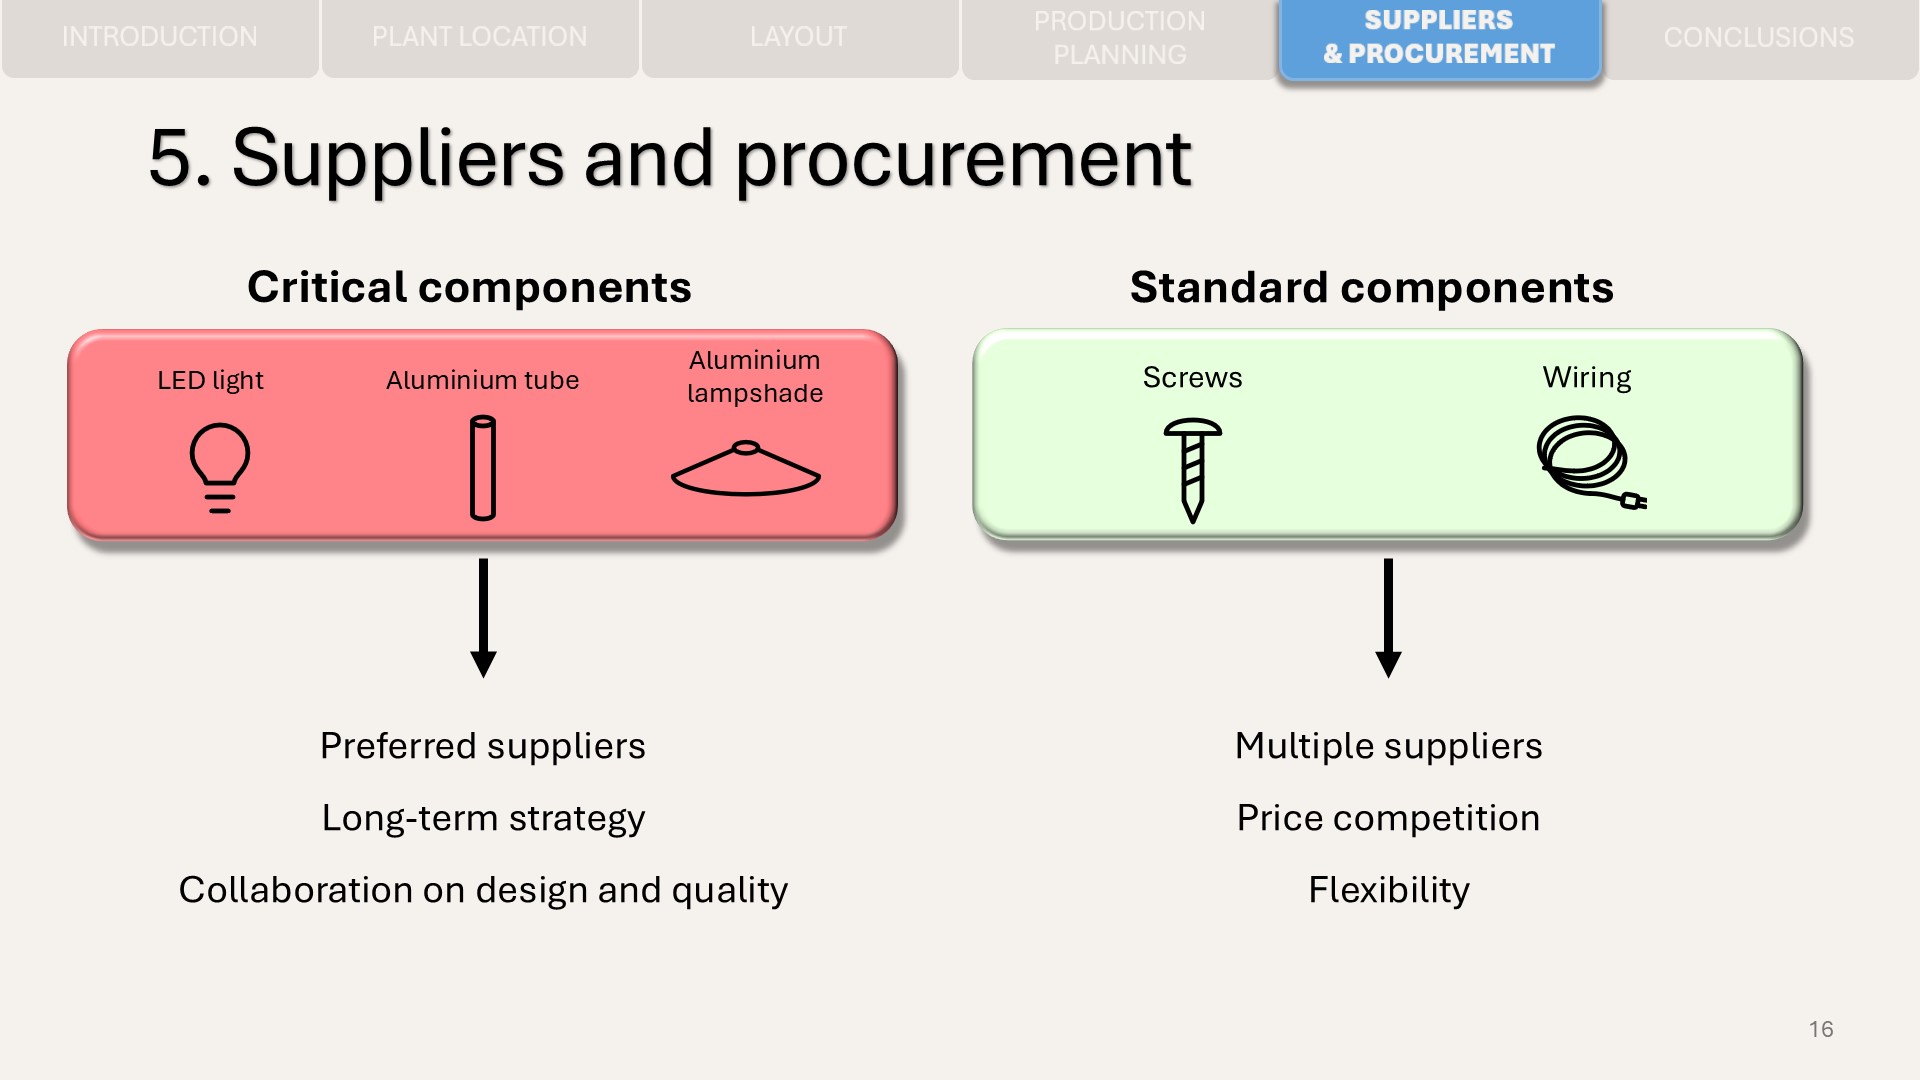 INTRODUCTION
PLANT LOCATION
LAYOUT
PRODUCTION
PLANNING
SUPPLIERS
& PROCUREMENT
CONCLUSIONS
5. Suppliers and procurement
Critical components
LED light
Aluminium tube
Aluminium
lampshade
Preferred suppliers
Long-term strategy
Collaboration on design and quality
Standard components
Screws
Wiring
Multiple suppliers
Price competition
Flexibility
16